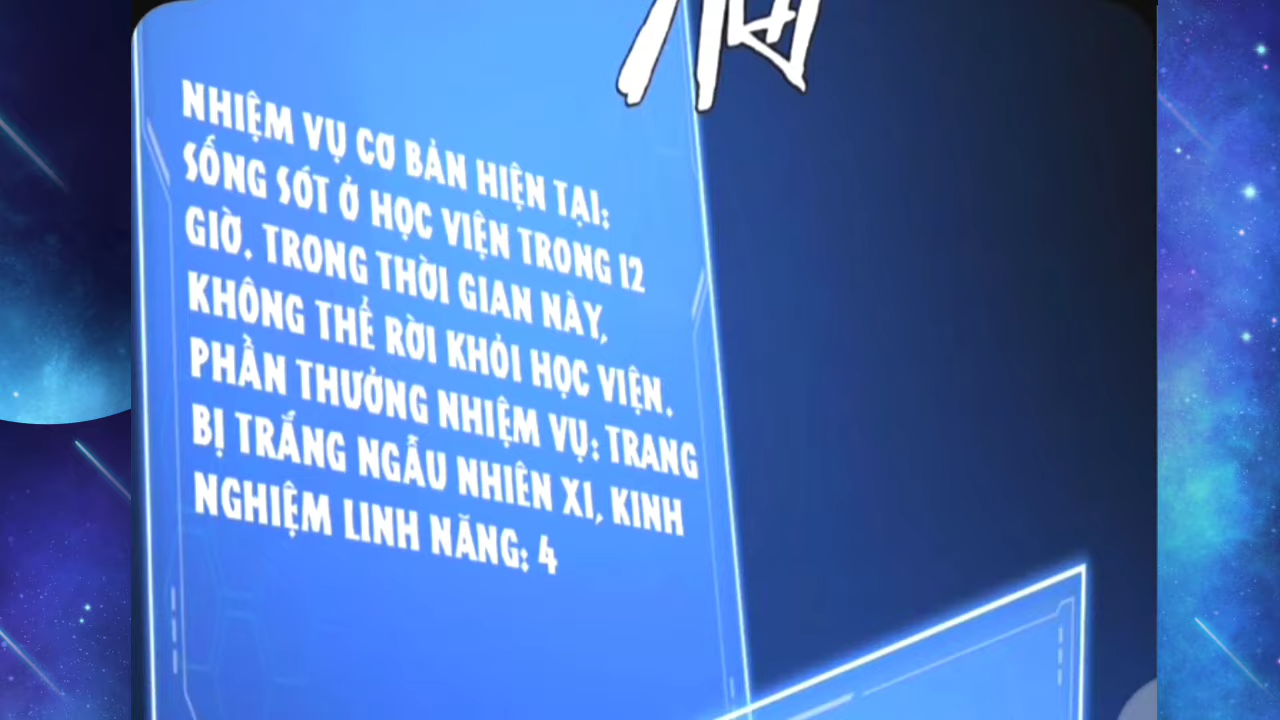 NHIỆM VỤ CƠ BẢN HIỆN TẠI:
SỐNG SÓT Ở HỌC VIỆN TRONG 12
GIỜ. TRONG THỜI GIAN NÀY,
KHÔNG THỂ RỜI KHỎI HỌC VIỆN.
PHẦN THƯỞNG NHIỆM VỤ: TRANG
BỊ TRẮNG NGẪU NHIÊN X1, KINH
NGHIỆM LINH NĂNG: 4